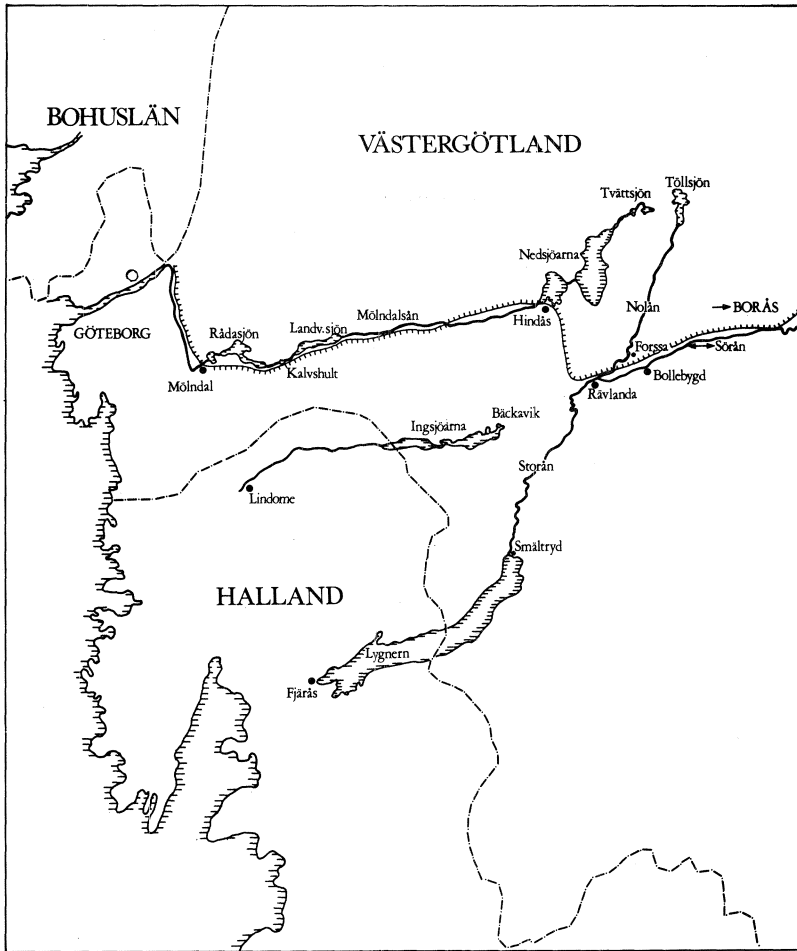 BOHUSLÄN
VÄSTERGÖTLAND
Töllsjön
Tvättsjön
Nedsjöarna
Nolån
BORÅS
GÖTEBORG
Rådasjön
Landv.sjön
Mölndalsån
Hindås
Forssa
Sörån
Mölndal
Kalvshult
Bollebygd
Rävlanda
Ingsjöarna
Bäckavik
Storån
Lindome
Smältryd
HALLAND
Lygnern
Fjärås